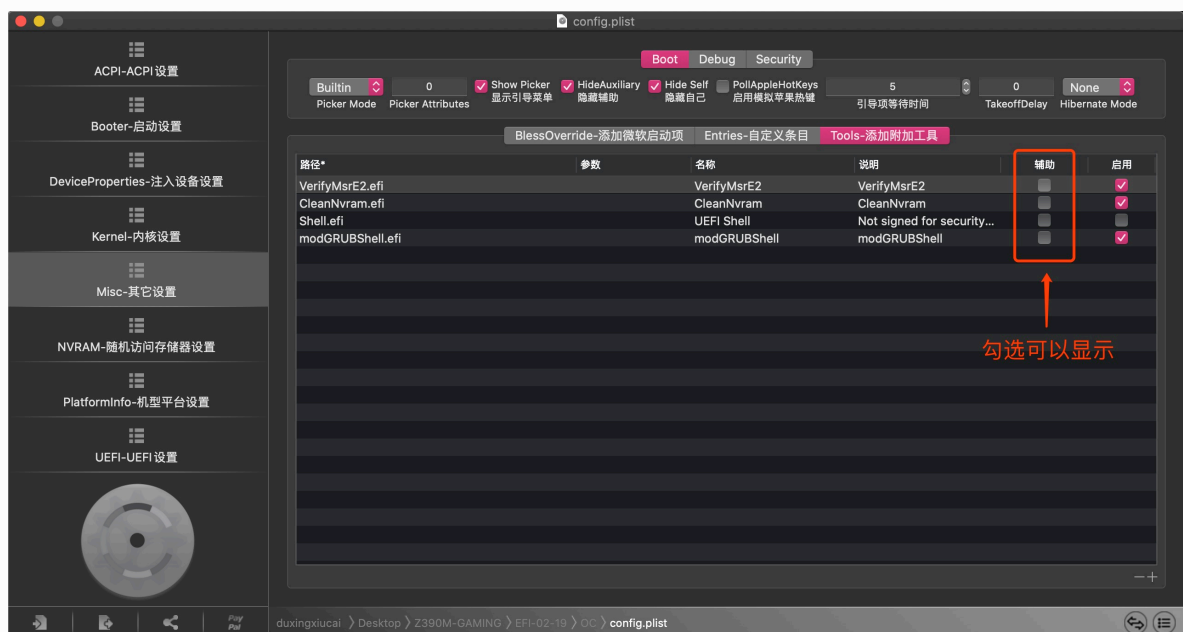 config.plist
ACPI-ACPI设置
Booter-启动设置
DeviceProperties-注入设备设置
Kernel-内核设置
Misc-其它设置
NVRAM-随机访问存储器设置
PlatformInfo-机型平台设置
UEFI-UEFI设置
Boot Debug Security
Builtin 0 Show Picker HideAuxiliary Hide Self PollAppleHotKeys 5 0 None
Picker Mode Picker Attributes 显示引导菜单 隐藏辅助 隐藏自己 启用模拟苹果热键 引导项等待时间 TakeoffDelay Hibernate Mode
BlessOverride-添加微软启动项 Entries-自定义条目 Tools-添加附加工具
路径* 参数 名称 说明 辅助 启用
VerifyMsrE2.efi VerifyMsrE2 VerifyMsrE2
CleanNvram.efi CleanNvram CleanNvram
Shell.efi UEFI Shell Not signed for security...
modGRUBShell.efi modGRUBShell modGRUBShell
勾选可以显示
Pay
Pal
duxingxiucai 〉Desktop 〉Z390M-GAMING 〉EFI-02-19 〉OC 〉config.plist